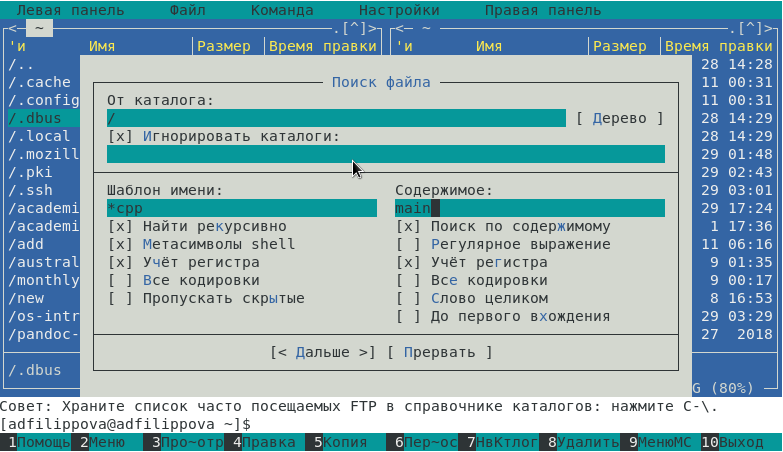 Левая панель Файл Команда Настройки Правая панель
<─ ~ .[^]> <─ ~ .[^]>
'и Имя Размер Время правки 'и Имя Размер Время правки
/.. 28 14:28
/.cache 11 00:31
/.config 11 00:31
/.dbus 28 14:29
/.local 28 14:29
/.mozill 29 01:48
/.pki 29 02:43
/.ssh 29 03:01
/academi 29 17:24
/academi 1 17:36
/add 11 06:16
/austral 9 01:35
/monthly 9 00:17
/new 8 16:53
/os-intr 29 03:29
/pandoc- 27 2018
/.dbus
G (80%)
Поиск файла
От каталога:
/ [ Дерево ]
[x] Игнорировать каталоги:
Шаблон имени: Содержимое:
*cpp main
[x] Найти рекурсивно [x] Поиск по содержимому
[x] Метасимволы shell [ ] Регулярное выражение
[x] Учёт регистра [x] Учёт регистра
[ ] Все кодировки [ ] Все кодировки
[ ] Пропускать скрытые [ ] Слово целиком
[ ] До первого вхождения
[< Дальше >] [ Прервать ]
Совет: Храните список часто посещаемых FTP в справочнике каталогов: нажмите C-\.
[adfilippova@adfilippova ~]$
1Помощь 2Меню 3Про~отр 4Правка 5Копия 6Пер~ос 7НвКтлог 8Удалить 9МенюМС 10Выход